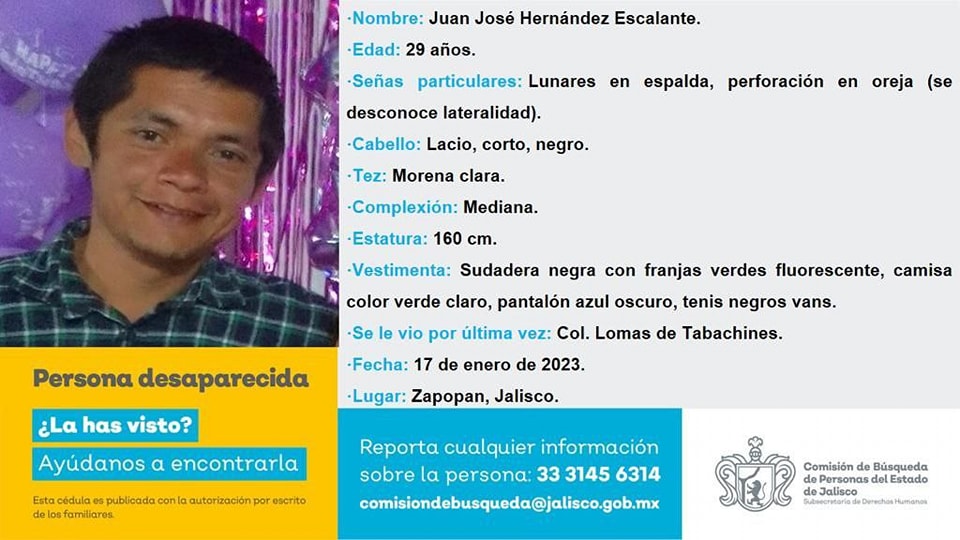 ·Nombre: Juan José Hernández Escalante.
·Edad: 29 años.
·Señas particulares: Lunares en espalda, perforación en oreja (se
desconoce lateralidad).
·Cabello: Lacio, corto, negro.
·Tez: Morena clara.
·Complexión: Mediana.
·Estatura: 160 cm.
·Vestimenta: Sudadera negra con franjas verdes fluorescente, camisa
color verde claro, pantalón azul oscuro, tenis negros vans.
·Se le vio por última vez: Col. Lomas de Tabachines.
·Fecha: 17 de enero de 2023.
·Lugar: Zapopan, Jalisco.
Persona desaparecida
¿La has visto?
Ayúdanos a encontrarla
Esta cédula es publicada con la autorización por escrito
de los familiares.
Reporta cualquier información
sobre la persona: 33 3145 6314
comisiondebusqueda@jalisco.gob.mx
Comisión de Búsqueda
de Personas del Estado
de Jalisco
Subsecretaría de Derechos Humanos